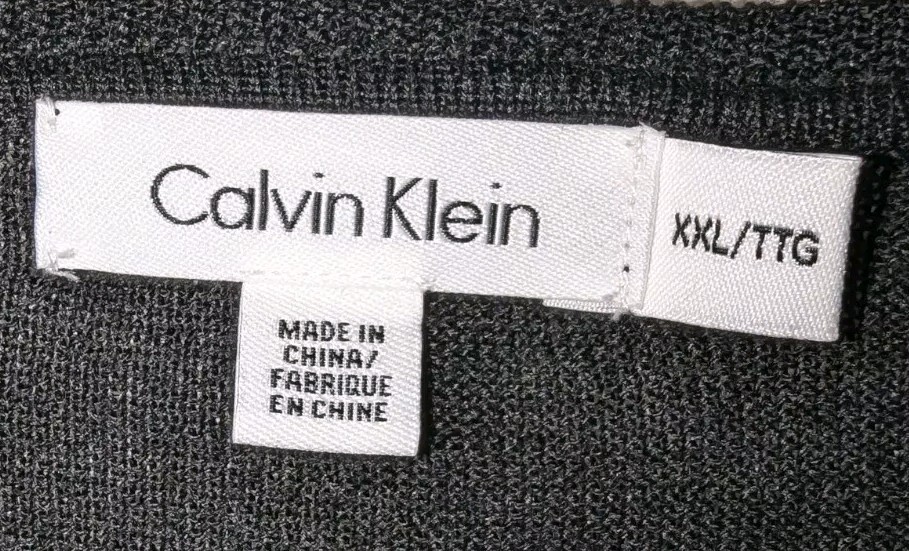 Calvin Klein
XXL/TTG
MADE IN
CHINA/
FABRIQUE
EN CHINE